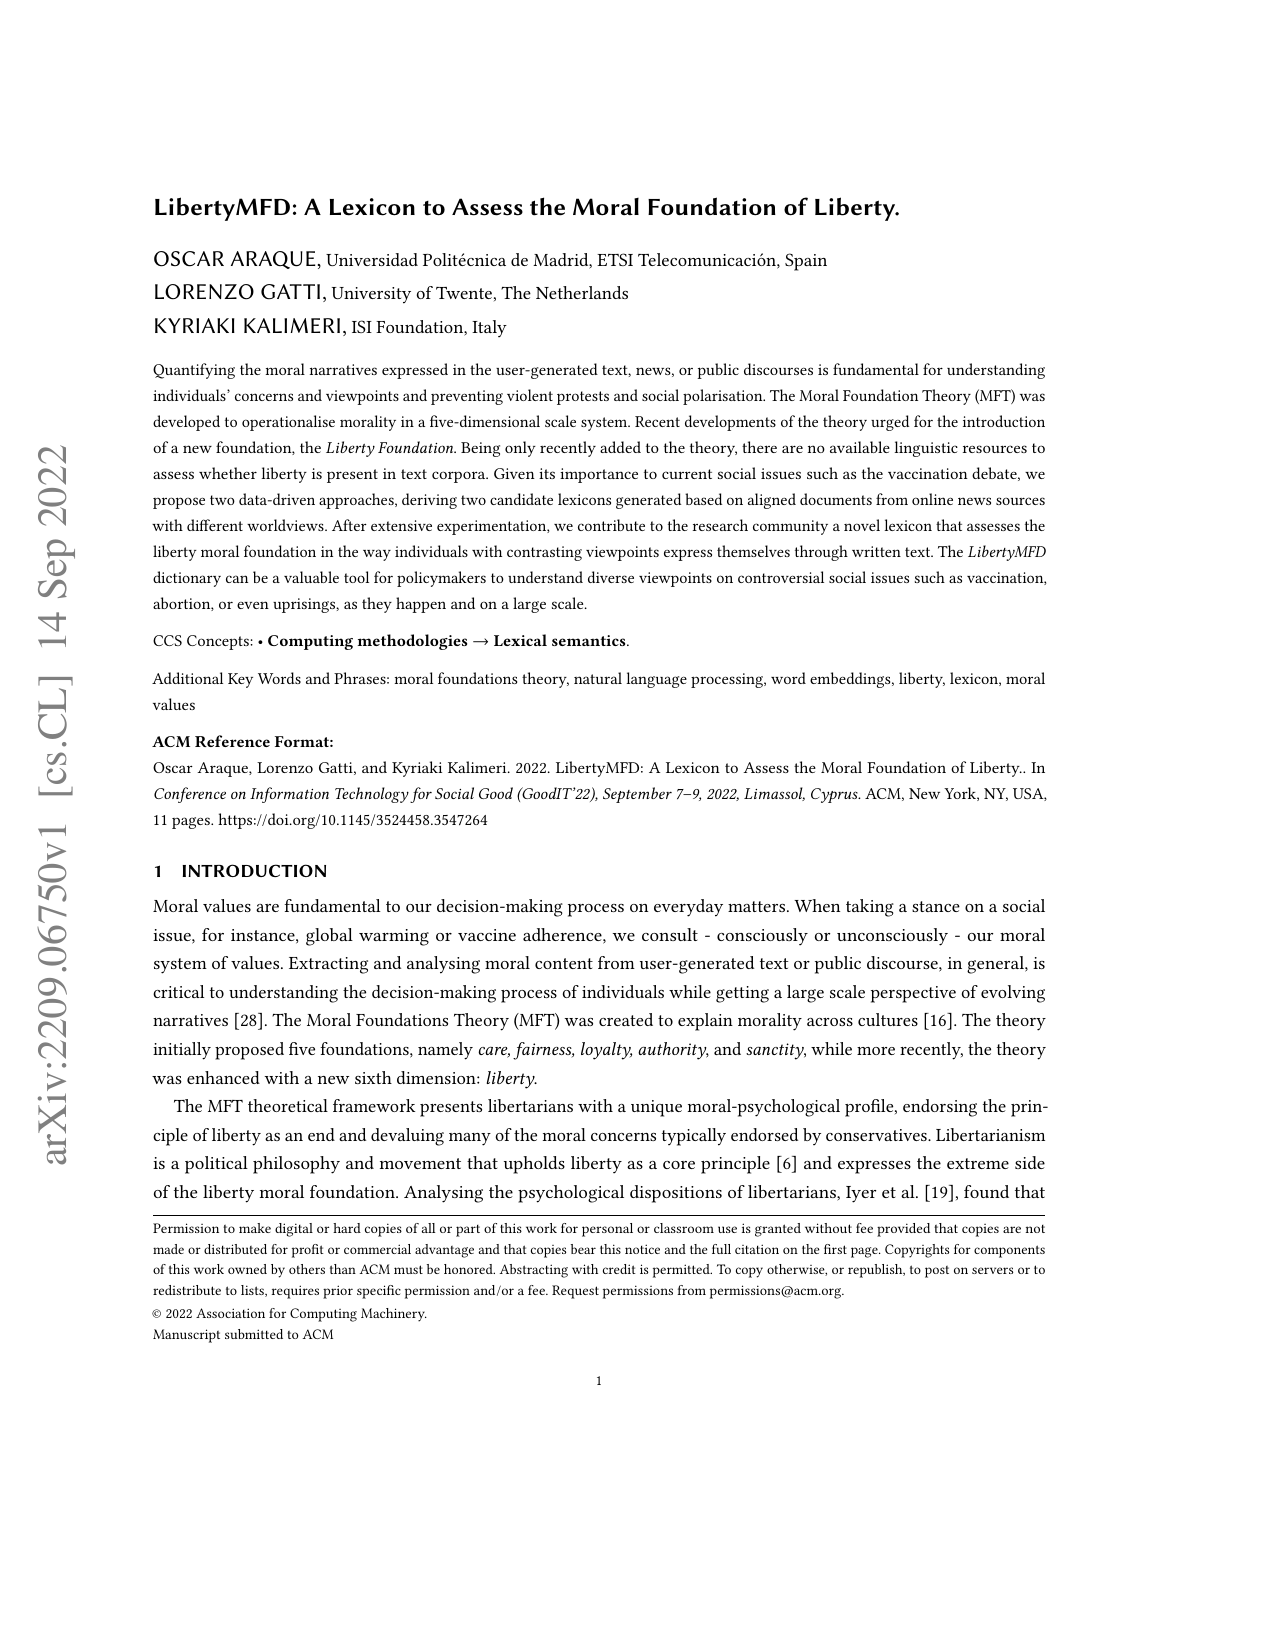 arXiv:2209.06750v1 [cs.CL] 14 Sep 2022
LibertyMFD: A Lexicon to Assess the Moral Foundation of Liberty.
OSCAR ARAQUE, Universidad Politécnica de Madrid, ETSI Telecomunicación, Spain
LORENZO GATTI, University of Twente, The Netherlands
KYRIAKI KALIMERI, ISI Foundation, Italy
Quantifying the moral narratives expressed in the user-generated text, news, or public discourses is fundamental for understanding
individuals’ concerns and viewpoints and preventing violent protests and social polarisation. The Moral Foundation Theory (MFT) was
developed to operationalise morality in a five-dimensional scale system. Recent developments of the theory urged for the introduction
of a new foundation, the Liberty Foundation. Being only recently added to the theory, there are no available linguistic resources to
assess whether liberty is present in text corpora. Given its importance to current social issues such as the vaccination debate, we
propose two data-driven approaches, deriving two candidate lexicons generated based on aligned documents from online news sources
with different worldviews. After extensive experimentation, we contribute to the research community a novel lexicon that assesses the
liberty moral foundation in the way individuals with contrasting viewpoints express themselves through written text. The LibertyMFD
dictionary can be a valuable tool for policymakers to understand diverse viewpoints on controversial social issues such as vaccination,
abortion, or even uprisings, as they happen and on a large scale.
CCS Concepts: • Computing methodologies → Lexical semantics.
Additional Key Words and Phrases: moral foundations theory, natural language processing, word embeddings, liberty, lexicon, moral
values
ACM Reference Format:
Oscar Araque, Lorenzo Gatti, and Kyriaki Kalimeri. 2022. LibertyMFD: A Lexicon to Assess the Moral Foundation of Liberty.. In
Conference on Information Technology for Social Good (GoodIT’22), September 7–9, 2022, Limassol, Cyprus. ACM, New York, NY, USA,
11 pages. https://doi.org/10.1145/3524458.3547264
1 INTRODUCTION
Moral values are fundamental to our decision-making process on everyday matters. When taking a stance on a social
issue, for instance, global warming or vaccine adherence, we consult - consciously or unconsciously - our moral
system of values. Extracting and analysing moral content from user-generated text or public discourse, in general, is
critical to understanding the decision-making process of individuals while getting a large scale perspective of evolving
narratives [28]. The Moral Foundations Theory (MFT) was created to explain morality across cultures [16]. The theory
initially proposed five foundations, namely care, fairness, loyalty, authority, and sanctity, while more recently, the theory
was enhanced with a new sixth dimension: liberty.
The MFT theoretical framework presents libertarians with a unique moral-psychological profile, endorsing the prin-
ciple of liberty as an end and devaluing many of the moral concerns typically endorsed by conservatives. Libertarianism
is a political philosophy and movement that upholds liberty as a core principle [6] and expresses the extreme side
of the liberty moral foundation. Analysing the psychological dispositions of libertarians, Iyer et al. [19], found that
Permission to make digital or hard copies of all or part of this work for personal or classroom use is granted without fee provided that copies are not
made or distributed for profit or commercial advantage and that copies bear this notice and the full citation on the first page. Copyrights for components
of this work owned by others than ACM must be honored. Abstracting with credit is permitted. To copy otherwise, or republish, to post on servers or to
redistribute to lists, requires prior specific permission and/or a fee. Request permissions from permissions@acm.org.
© 2022 Association for Computing Machinery.
Manuscript submitted to ACM
1